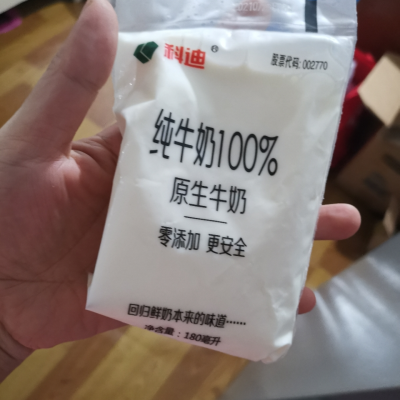 科迪®
股票代码:002770
纯牛奶100%
原生牛奶
零添加 更安全
回归鲜奶本来的味道……
净含量:180毫升